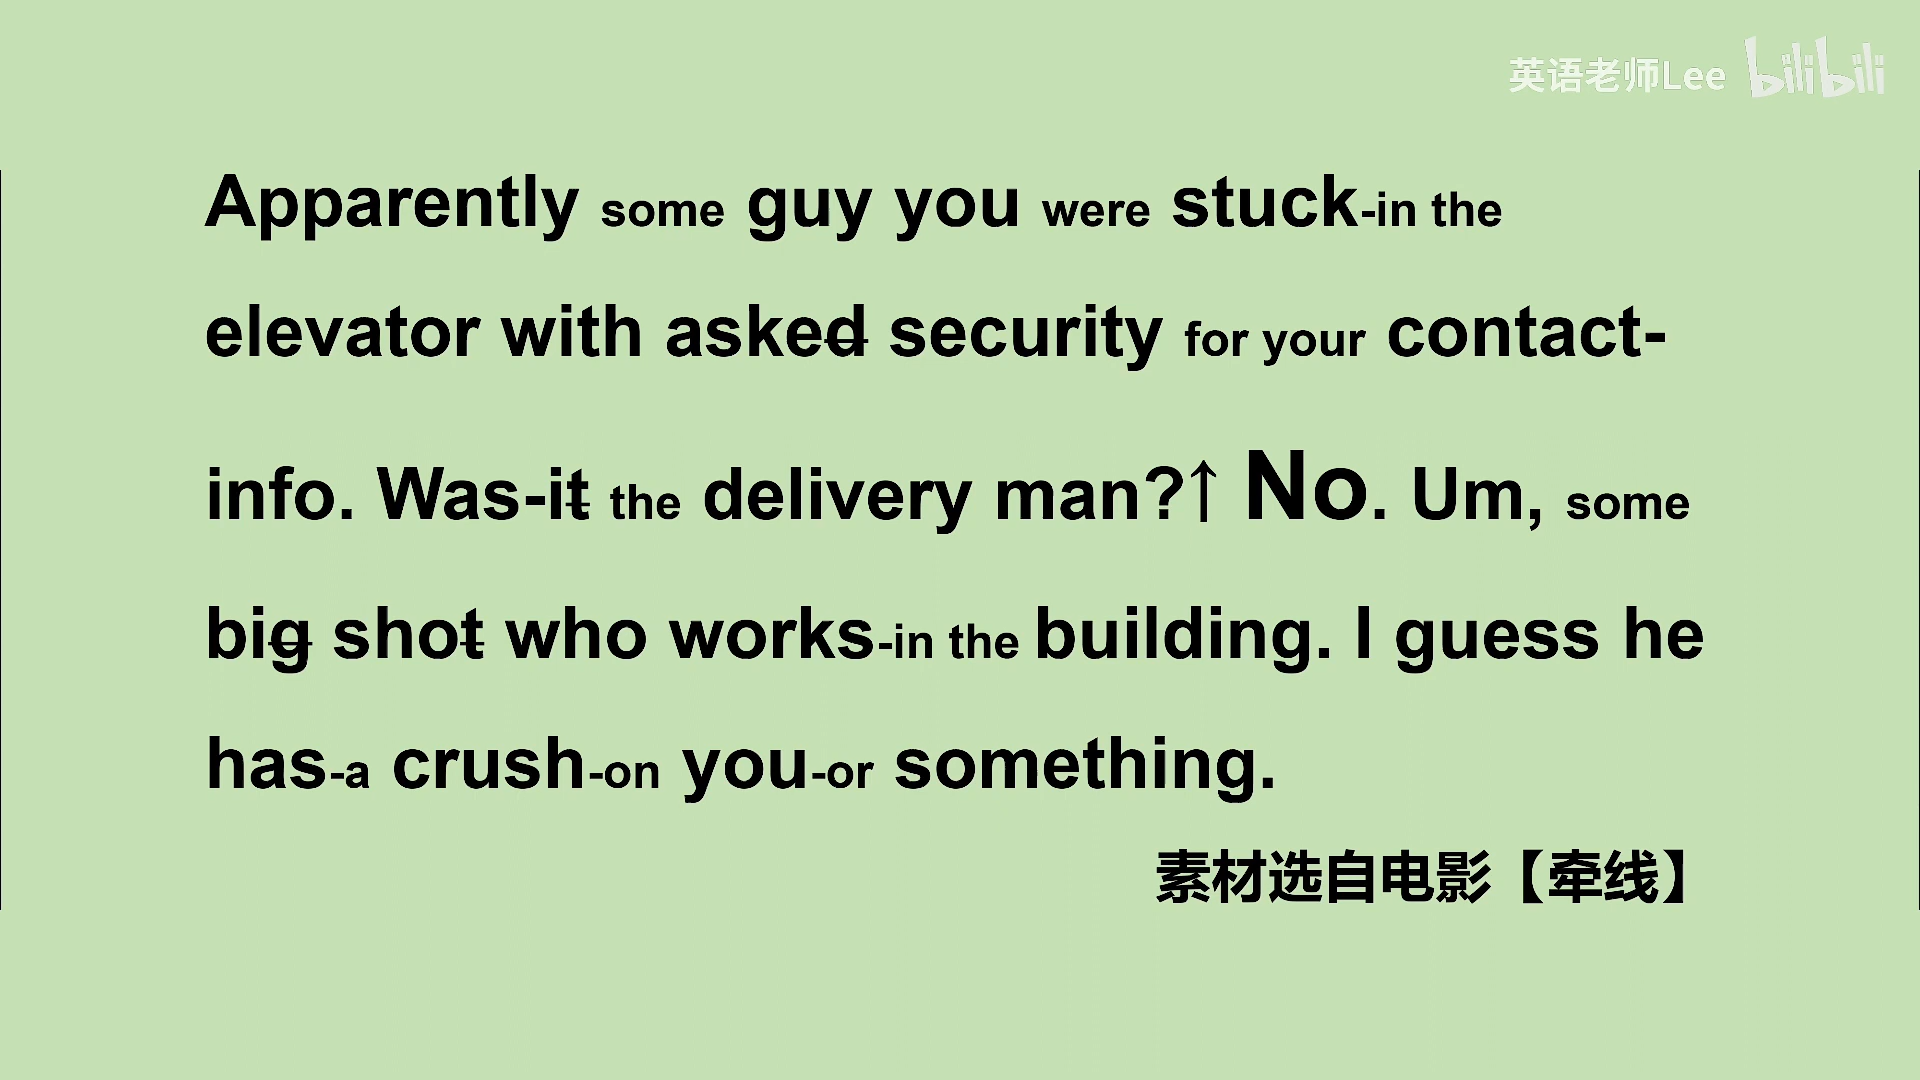 英语老师Lee bilibili
Apparently some guy you were stuck-in the
elevator with asked security for your contact-
info. Was-it the delivery man?↑ No. Um, some
big shot who works-in the building. I guess he
has-a crush-on you-or something.
素材选自电影【牵线】